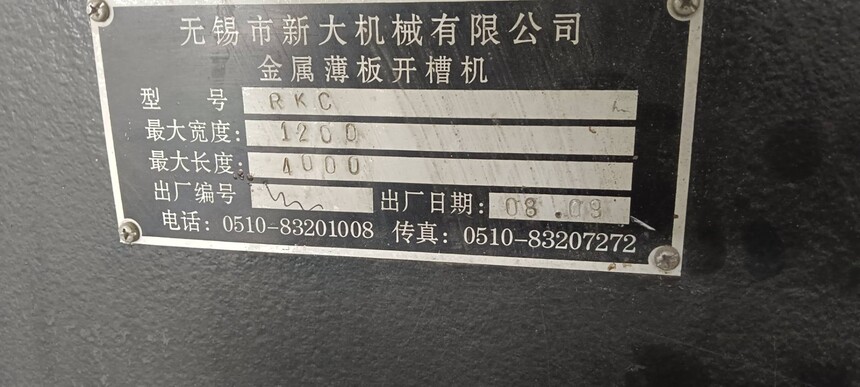 无锡市新大机械有限公司
金属薄板开槽机
型 号 RKC
最大宽度: 1200
最大长度: 4000
出厂编号 出厂日期: 08.09
电话: 0510-83201008 传真: 0510-83207272